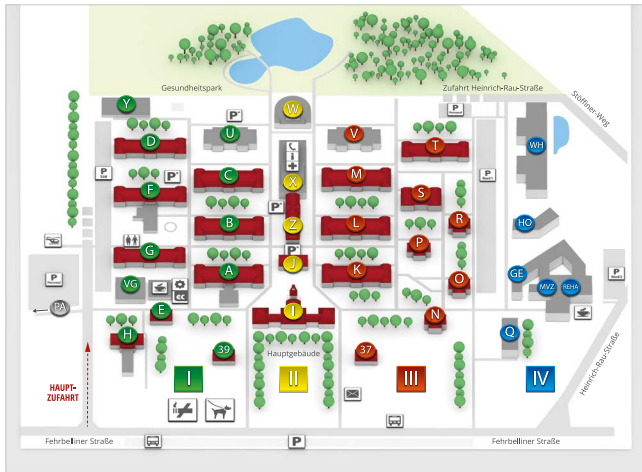 Gesundheitspark
Zufahrt Heinrich-Rau-Straße
Stöffiner-Weg
Y
W
P
D
U
V
T
WH
i
P
F
P
C
X
M
S
P
B
P
Z
L
R
HO
P
G
P
J
K
O
GE
P
P
VG
A
MVZ
REHA
PA
EC
E
I
N
H
Q
39
Hauptgebäude
37
HAUPT-
ZUFAHRT
I
II
III
IV
Heinrich-Rau-Straße
Fehrbelliner Straße
P
Fehrbelliner Straße